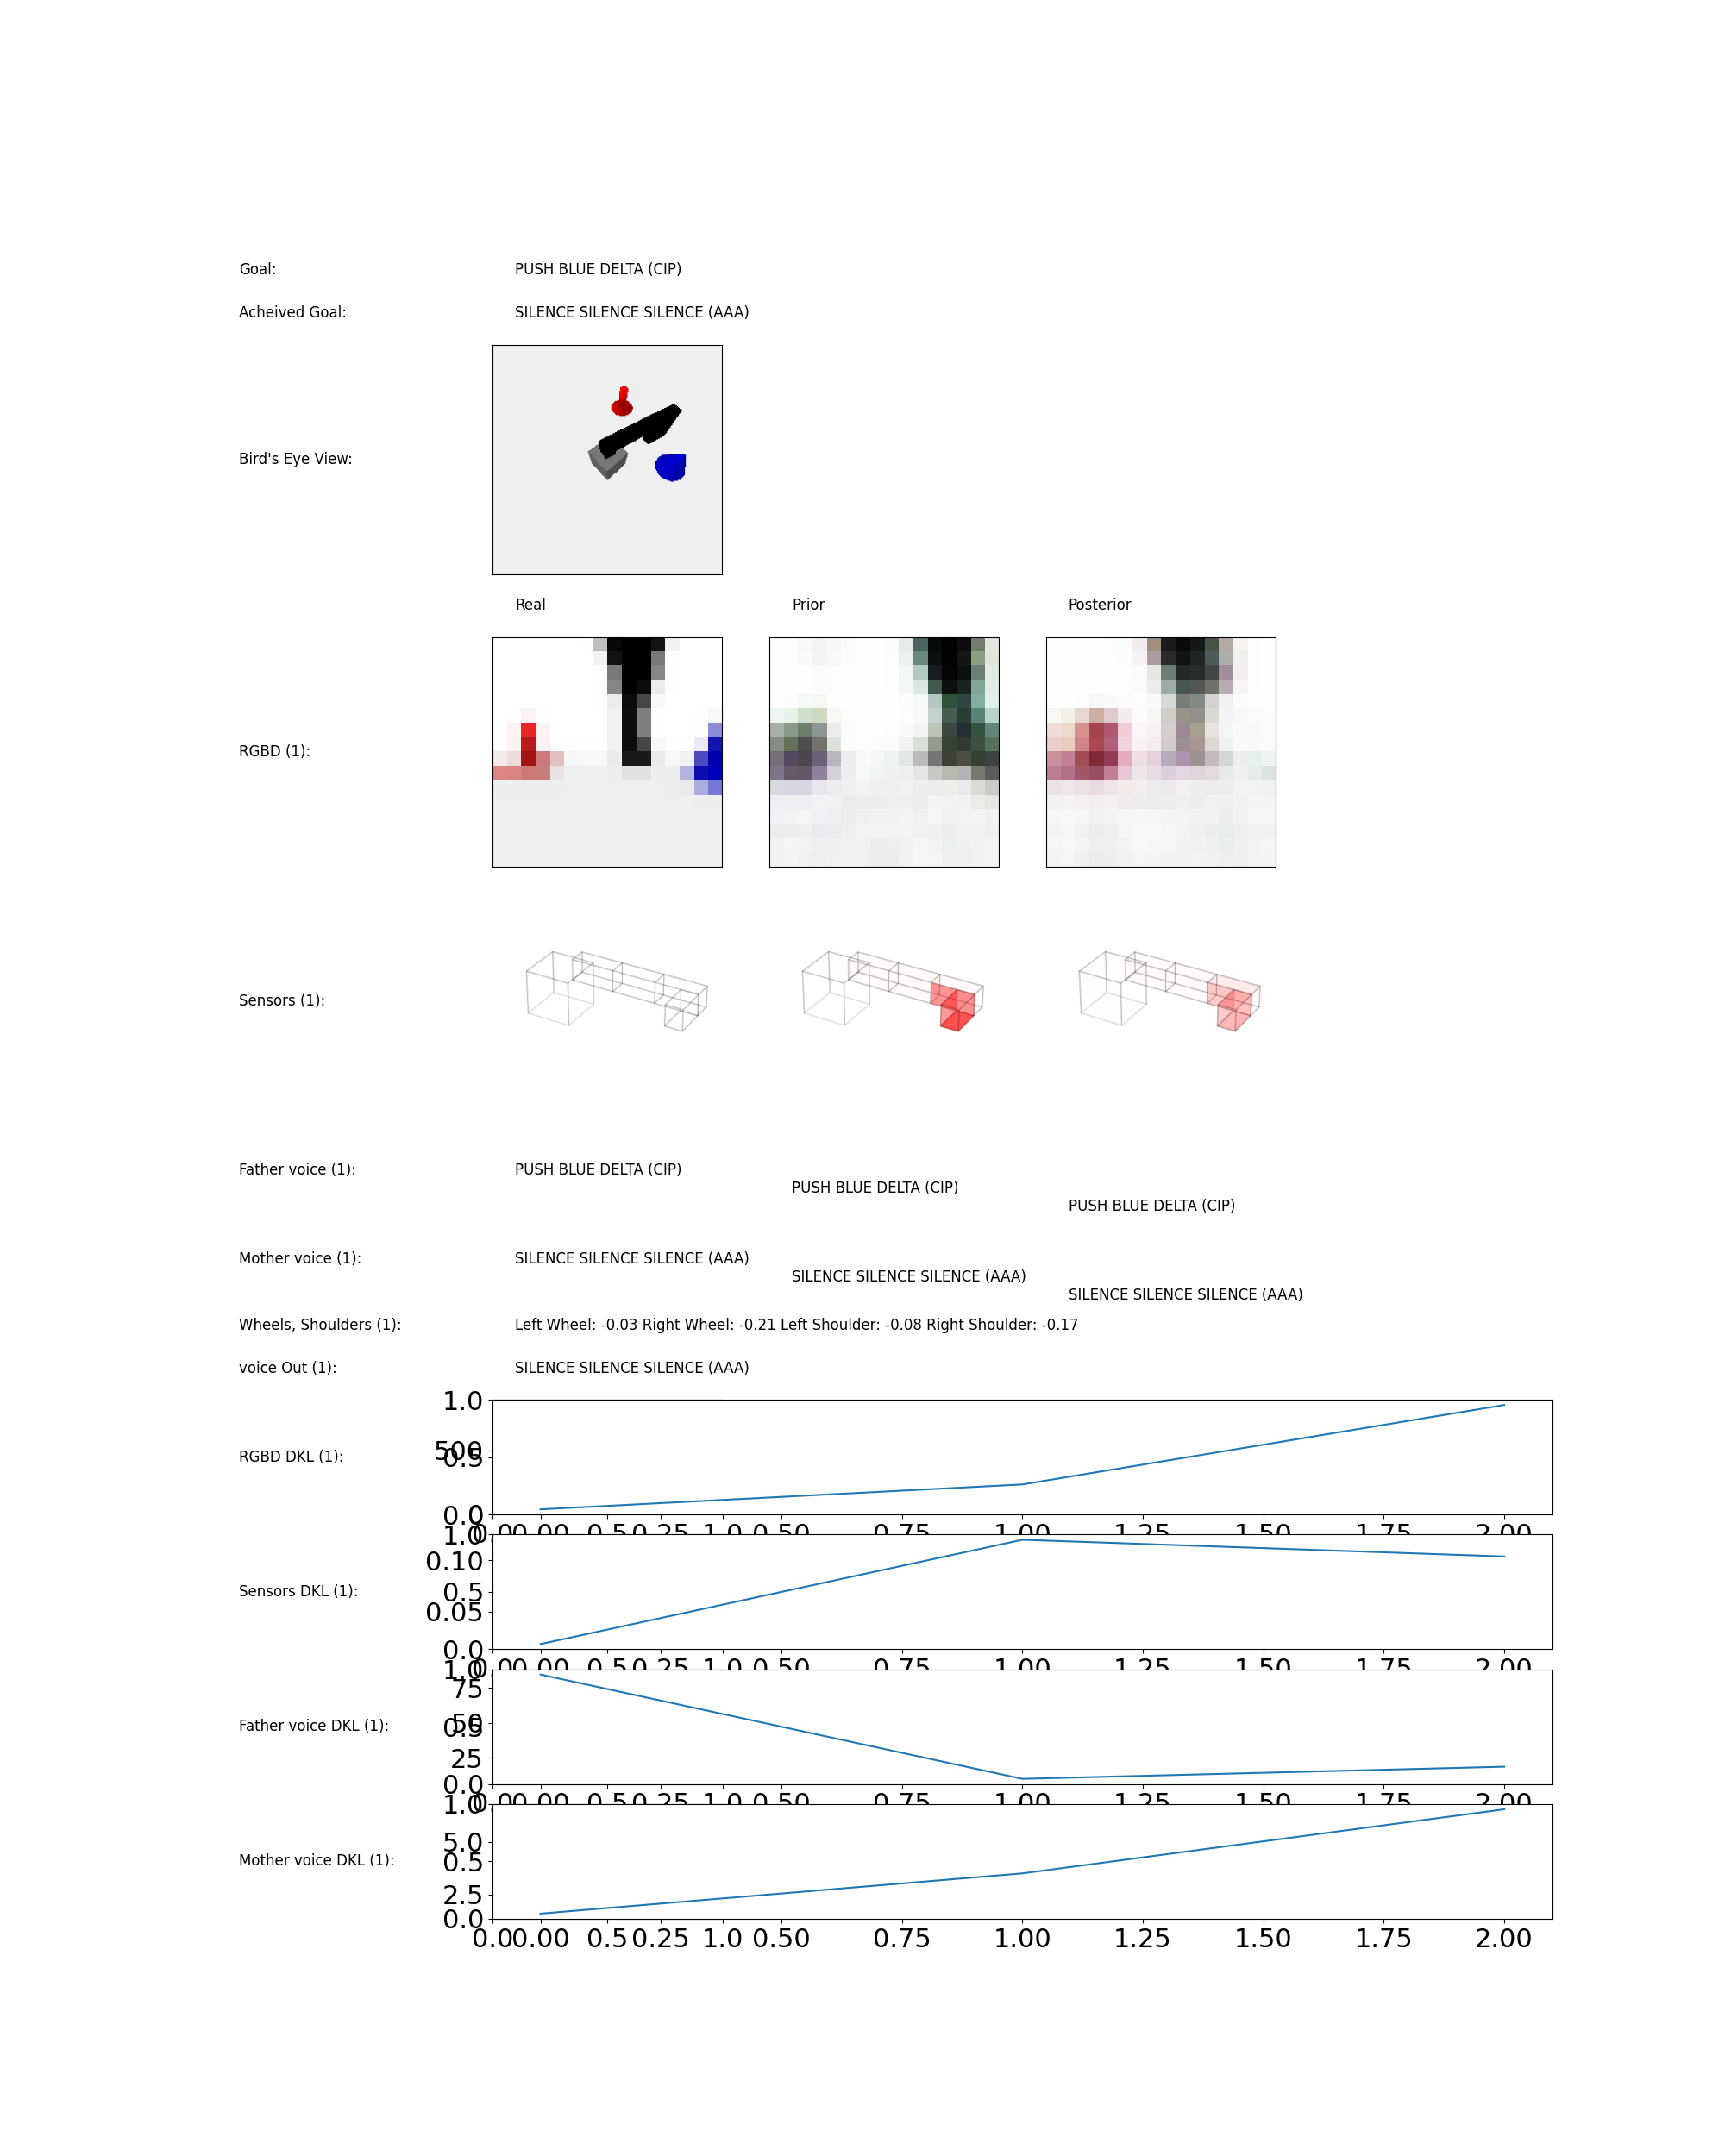 Goal: PUSH BLUE DELTA (CIP)
Acheived Goal: SILENCE SILENCE SILENCE (AAA)
Bird's Eye View:
Real Prior Posterior
RGBD (1):
Sensors (1):
Father voice (1): PUSH BLUE DELTA (CIP)
PUSH BLUE DELTA (CIP)
PUSH BLUE DELTA (CIP)
Mother voice (1): SILENCE SILENCE SILENCE (AAA)
SILENCE SILENCE SILENCE (AAA)
SILENCE SILENCE SILENCE (AAA)
Wheels, Shoulders (1): Left Wheel: -0.03 Right Wheel: -0.21 Left Shoulder: -0.08 Right Shoulder: -0.17
voice Out (1): SILENCE SILENCE SILENCE (AAA)
1.0
500
RGBD DKL (1): 0.5
0.0 0
0.0 0.00 0.5 0.25 1.0 0.50 0.75 1.00 1.25 1.50 1.75 2.00
1.0
0.10
Sensors DKL (1): 0.5
0.05
0.0
0.0 0.00 0.5 0.25 1.0 0.50 0.75 1.00 1.25 1.50 1.75 2.00
1.0
75
50
Father voice DKL (1): 0.5
25
0.0
0.0 0.00 0.5 0.25 1.0 0.50 0.75 1.00 1.25 1.50 1.75 2.00
1.0
5.0
Mother voice DKL (1): 0.5
2.5
0.0
0.0 0.00 0.5 0.25 1.0 0.50 0.75 1.00 1.25 1.50 1.75 2.00